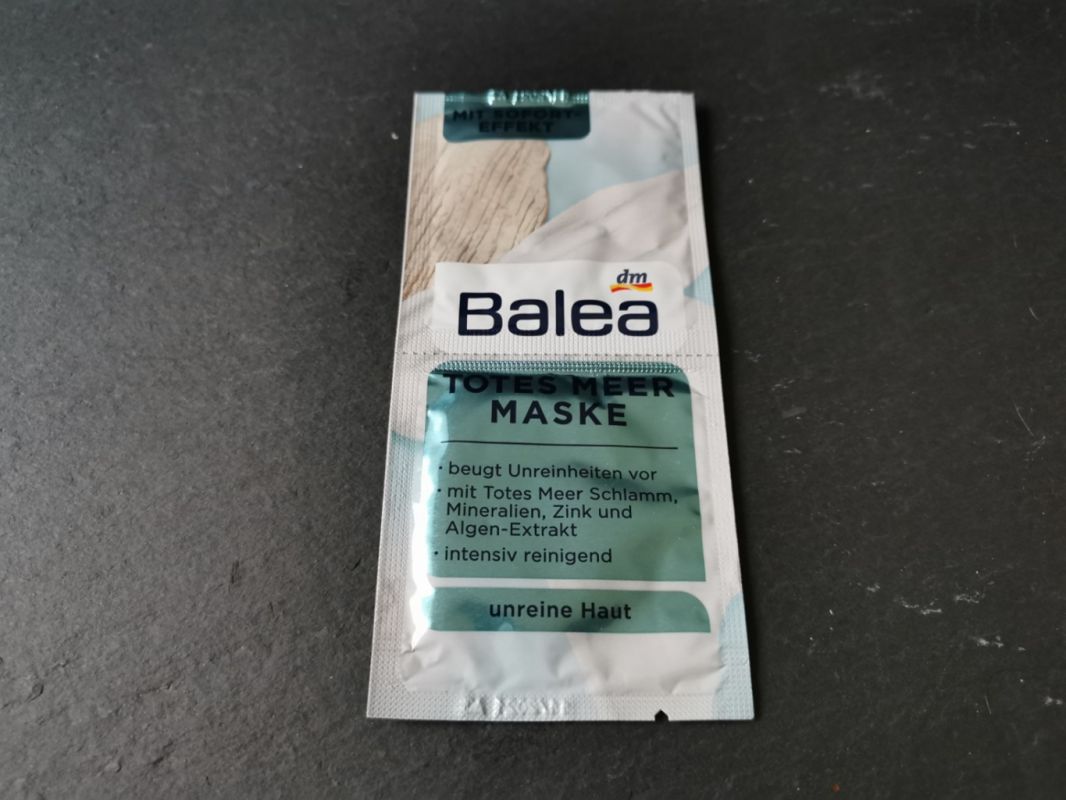 MIT SOFORT-
EFFEKT
dm
Balea
TOTES MEER
MASKE
· beugt Unreinheiten vor
· mit Totes Meer Schlamm,
Mineralien, Zink und
Algen-Extrakt
· intensiv reinigend
unreine Haut